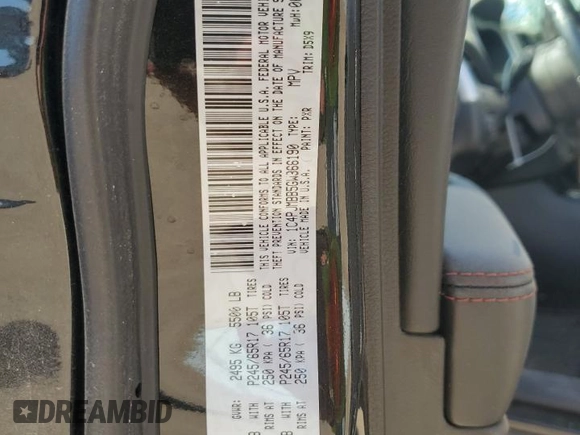 THIS VEHICLE CONFORMS TO ALL APPLICABLE U.S.A. FEDERAL MOTOR VEHI
THEFT PREVENTION STANDARDS IN EFFECT ON THE DATE OF MANUFACTURE S
VIN: 1C4PJMBB5GW366190 TYPE: MPV MWH:
VEHICLE MADE IN U.S.A. PAINT: PXR TRIM: D5X9
GVWR: 2495 KG 5500 LB
B WITH P245/65R17 105T TIRES
RIMS AT 250 KPA ( 36 PSI) COLD
B WITH P245/65R17 105T TIRES
RIMS AT 250 KPA ( 36 PSI) COLD
DREAMBID